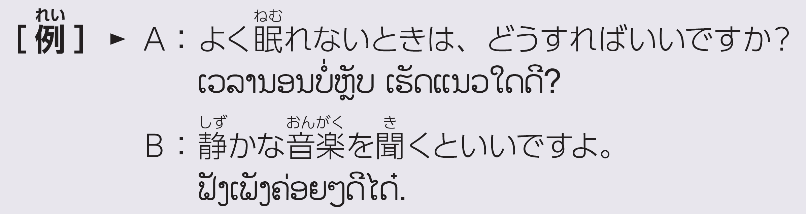 れい ねむ
[例] ► A：よく眠れないときは、どうすればいいですか？
ເວລານອນບໍ່ຫຼັບ ເຮັດແນວໃດດີ?
しず おんがく き
B：静かな音楽を聞くといいですよ。
ຟັງເພັງຄ່ອຍໆດີໄດ໋.